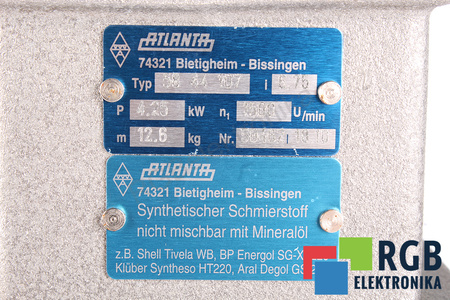 ATLANTA
74321 Bietigheim - Bissingen
Typ i
P kW n1 U/min
m 12.6 kg Nr.
ATLANTA
74321 Bietigheim - Bissingen
Synthetischer Schmierstoff
nicht mischbar mit Mineralöl
z.B. Shell Tivela WB, BP Energol SG-X
Klüber Syntheso HT220, Aral Degol GS
RGB
ELEKTRONIKA